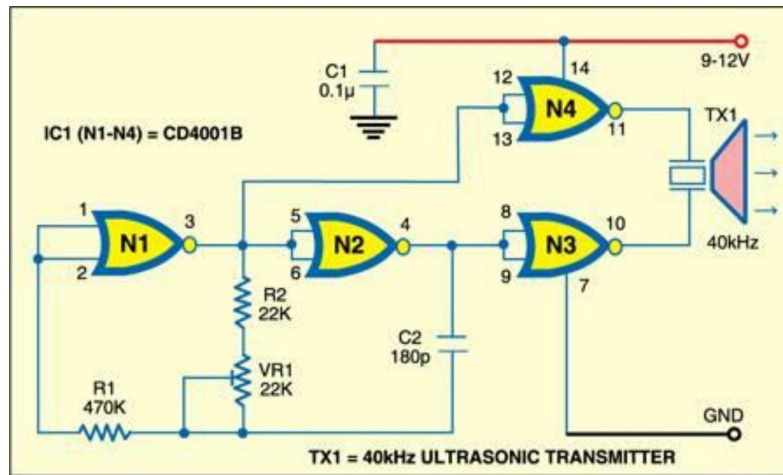 9-12V
C1
0.1µ
12
14
N4
13
11
TX1
IC1 (N1-N4) = CD4001B
1
3
N1
2
5
4
N2
6
8
10
N3
9
7
40kHz
R2
22K
C2
180p
VR1
22K
R1
470K
GND
TX1 = 40kHz ULTRASONIC TRANSMITTER